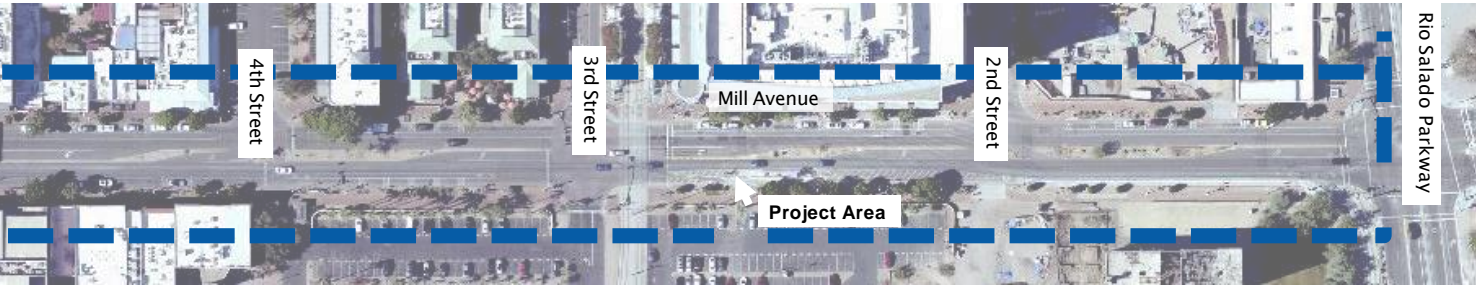 4th Street
3rd Street
Mill Avenue
2nd Street
Rio Salado Parkway
Project Area